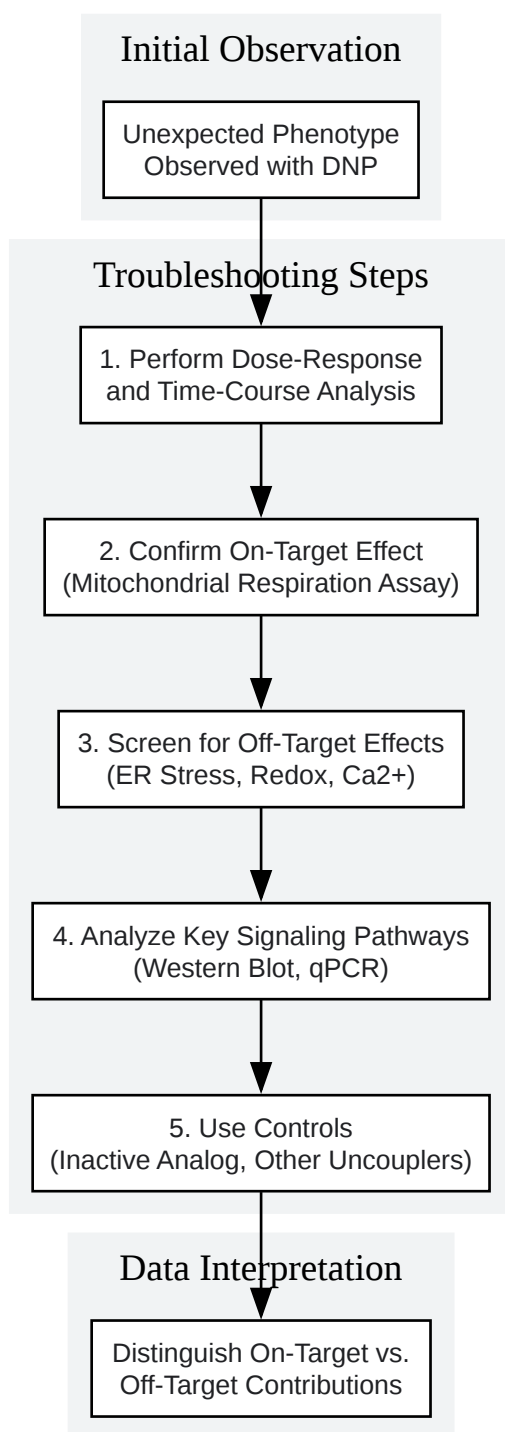 Initial Observation
Unexpected Phenotype
Observed with DNP
Troubleshooting Steps
1. Perform Dose-Response
and Time-Course Analysis
2. Confirm On-Target Effect
(Mitochondrial Respiration Assay)
3. Screen for Off-Target Effects
(ER Stress, Redox, Ca2+)
4. Analyze Key Signaling Pathways
(Western Blot, qPCR)
5. Use Controls
(Inactive Analog, Other Uncouplers)
Data Interpretation
Distinguish On-Target vs.
Off-Target Contributions